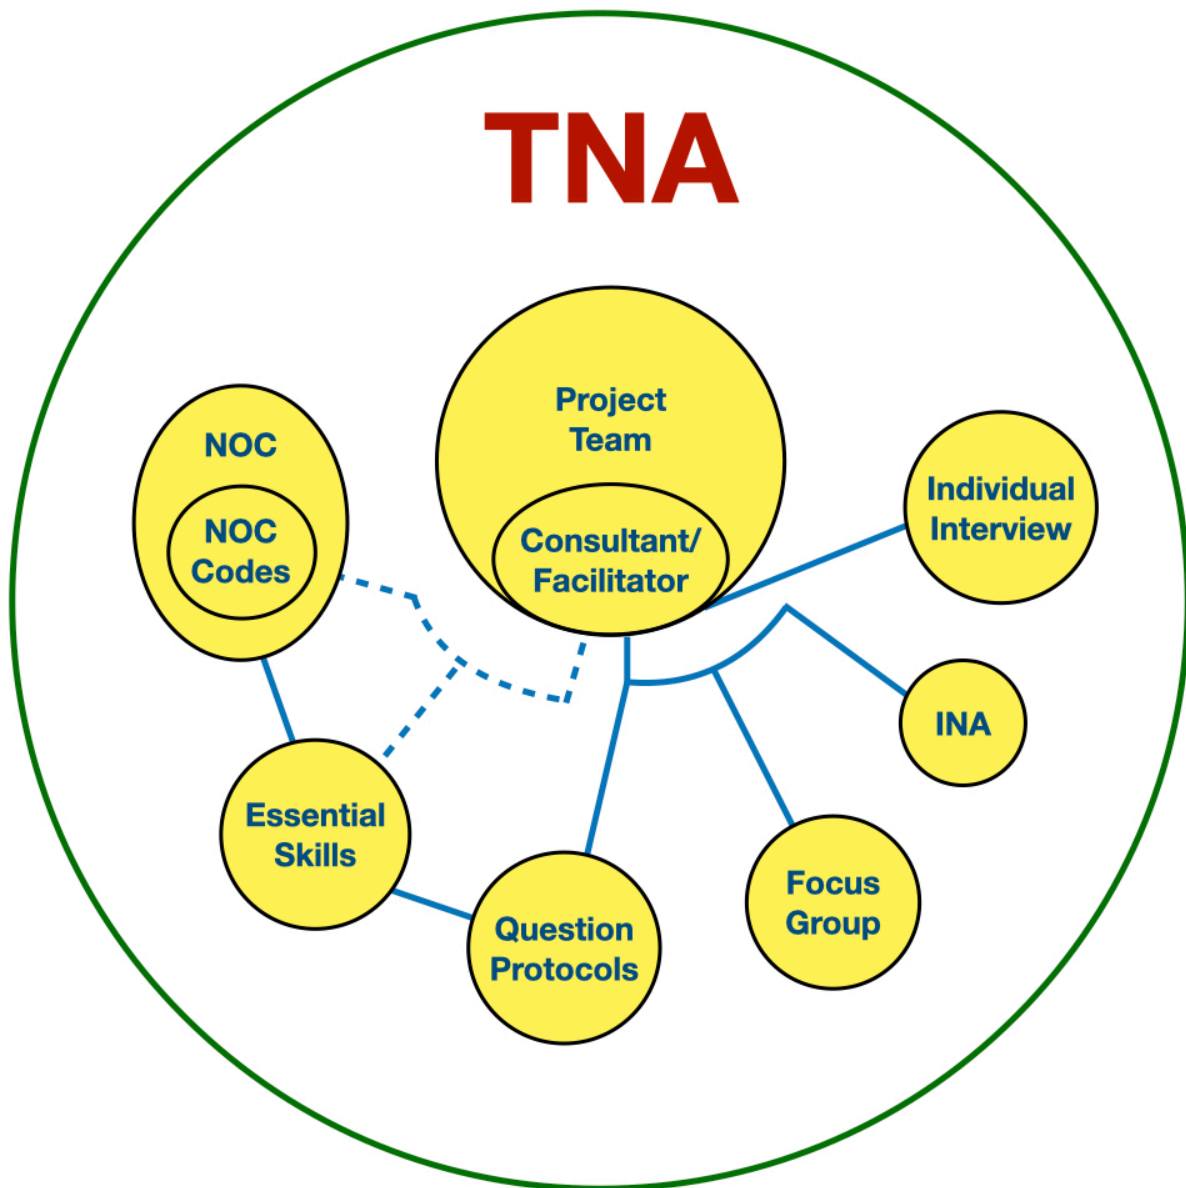 TNA
Project
Team
Consultant/
Facilitator
NOC
NOC
Codes
Individual
Interview
INA
Essential
Skills
Question
Protocols
Focus
Group